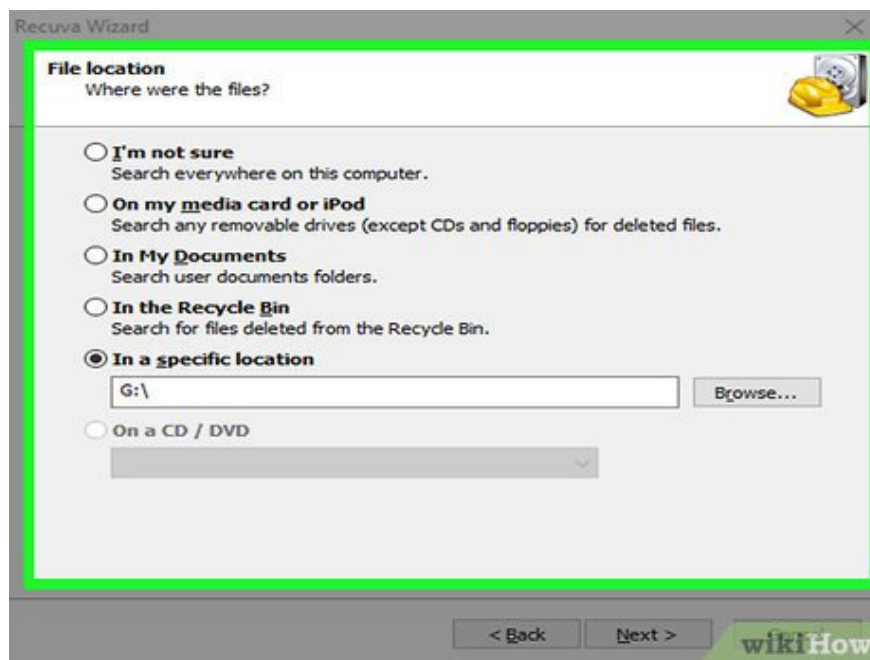 Recuva Wizard
File location
Where were the files?
I'm not sure
Search everywhere on this computer.
On my media card or iPod
Search any removable drives (except CDs and floppies) for deleted files.
In My Documents
Search user documents folders.
In the Recycle Bin
Search for files deleted from the Recycle Bin.
In a specific location
G:\
Browse...
On a CD / DVD
< Back Next >
wikiHow